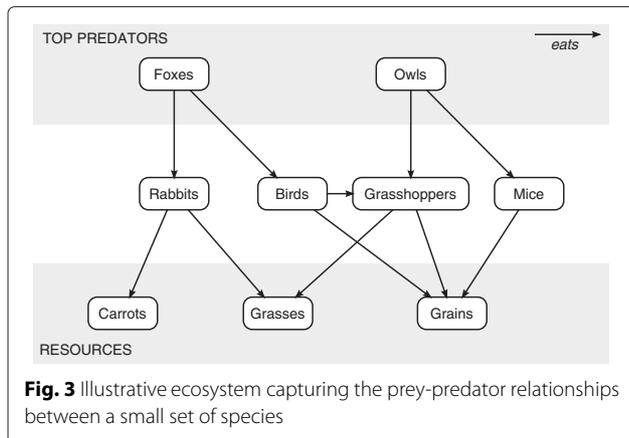 TOP PREDATORS
eats
Foxes
Owls
Rabbits
Birds
Grasshoppers
Mice
Carrots
Grasses
Grains
RESOURCES
Fig. 3 Illustrative ecosystem capturing the prey-predator relationships
between a small set of species